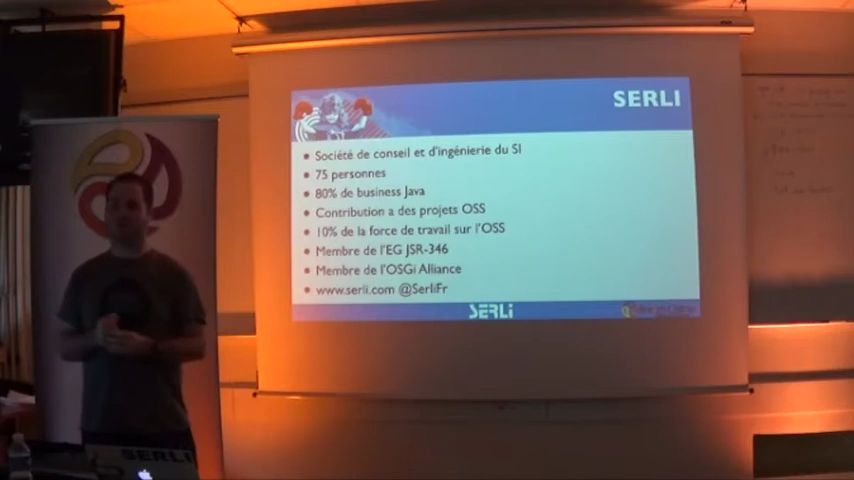 SERLI
• Société de conseil et d'ingénierie du SI
• 75 personnes
• 80% de business Java
• Contribution a des projets OSS
• 10% de la force de travail sur l'OSS
• Membre de l'EG JSR-346
• Membre de l'OSGi Alliance
• www.serli.com @SerliFr
SERLI
SERLI